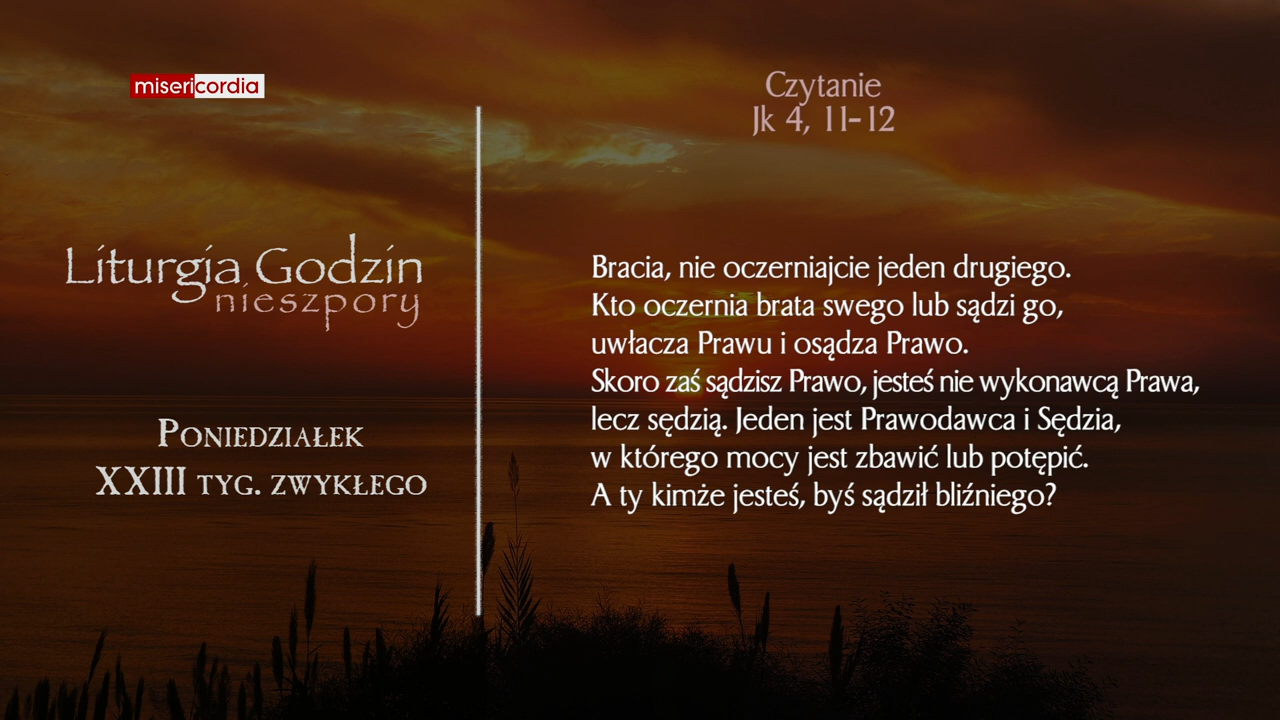 misericordia
Liturgia Godzin
nieszpory
Poniedziałek
XXIII tyg. zwykłego
Czytanie
Jk 4, 11-12
Bracia, nie oczerniajcie jeden drugiego.
Kto oczernia brata swego lub sądzi go,
uwłacza Prawu i osądza Prawo.
Skoro zaś sądzisz Prawo, jesteś nie wykonawcą Prawa,
lecz sędzią. Jeden jest Prawodawca i Sędzia,
w którego mocy jest zbawić lub potępić.
A ty kimże jesteś, byś sądził bliźniego?